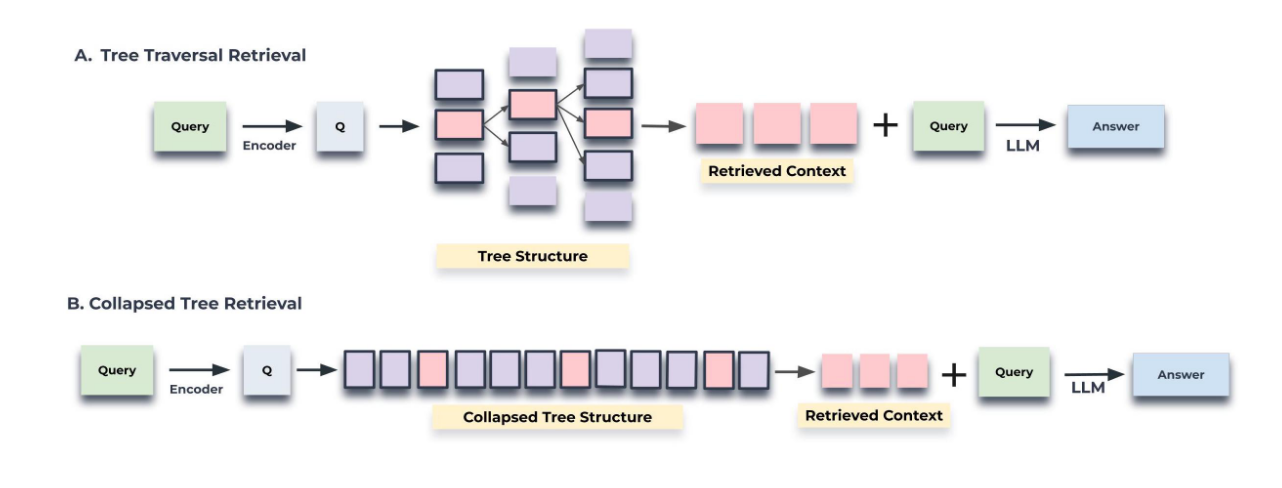 A. Tree Traversal Retrieval
Query
Encoder
Q
Tree Structure
Retrieved Context
+
Query
LLM
Answer
B. Collapsed Tree Retrieval
Query
Encoder
Q
Collapsed Tree Structure
Retrieved Context
+
Query
LLM
Answer